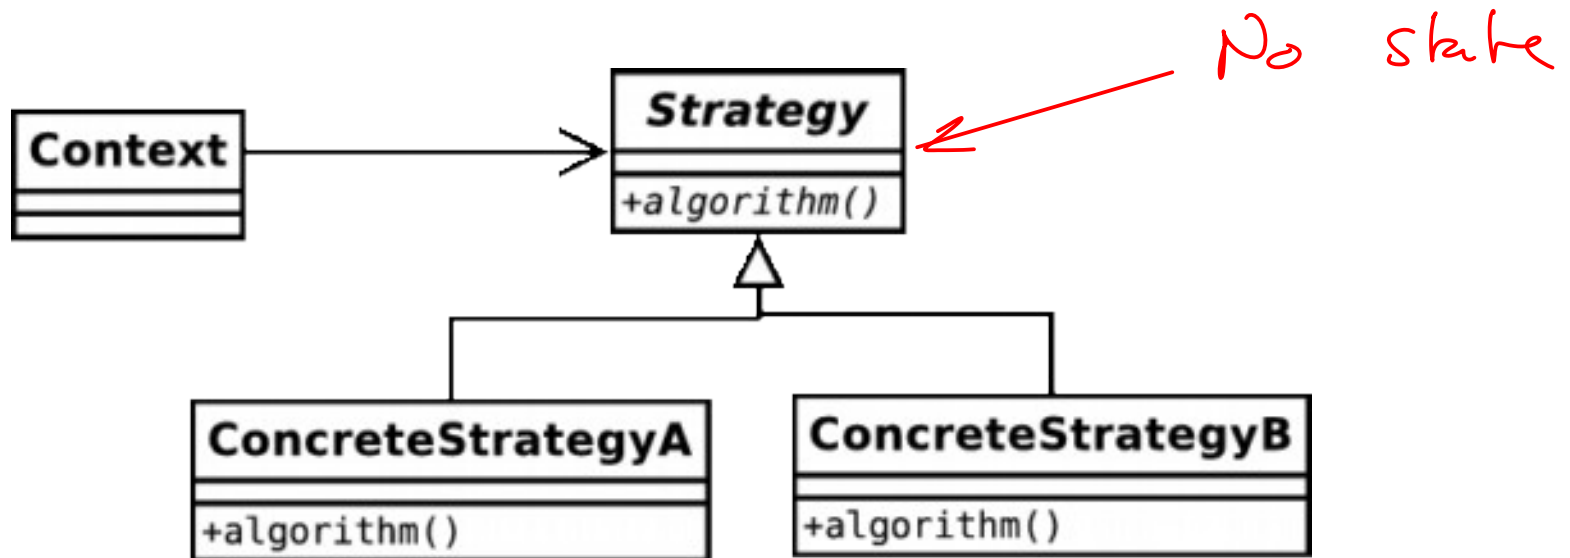 No state
Strategy
Context
+algorithm()
ConcreteStrategyA
ConcreteStrategyB
+algorithm()
+algorithm()